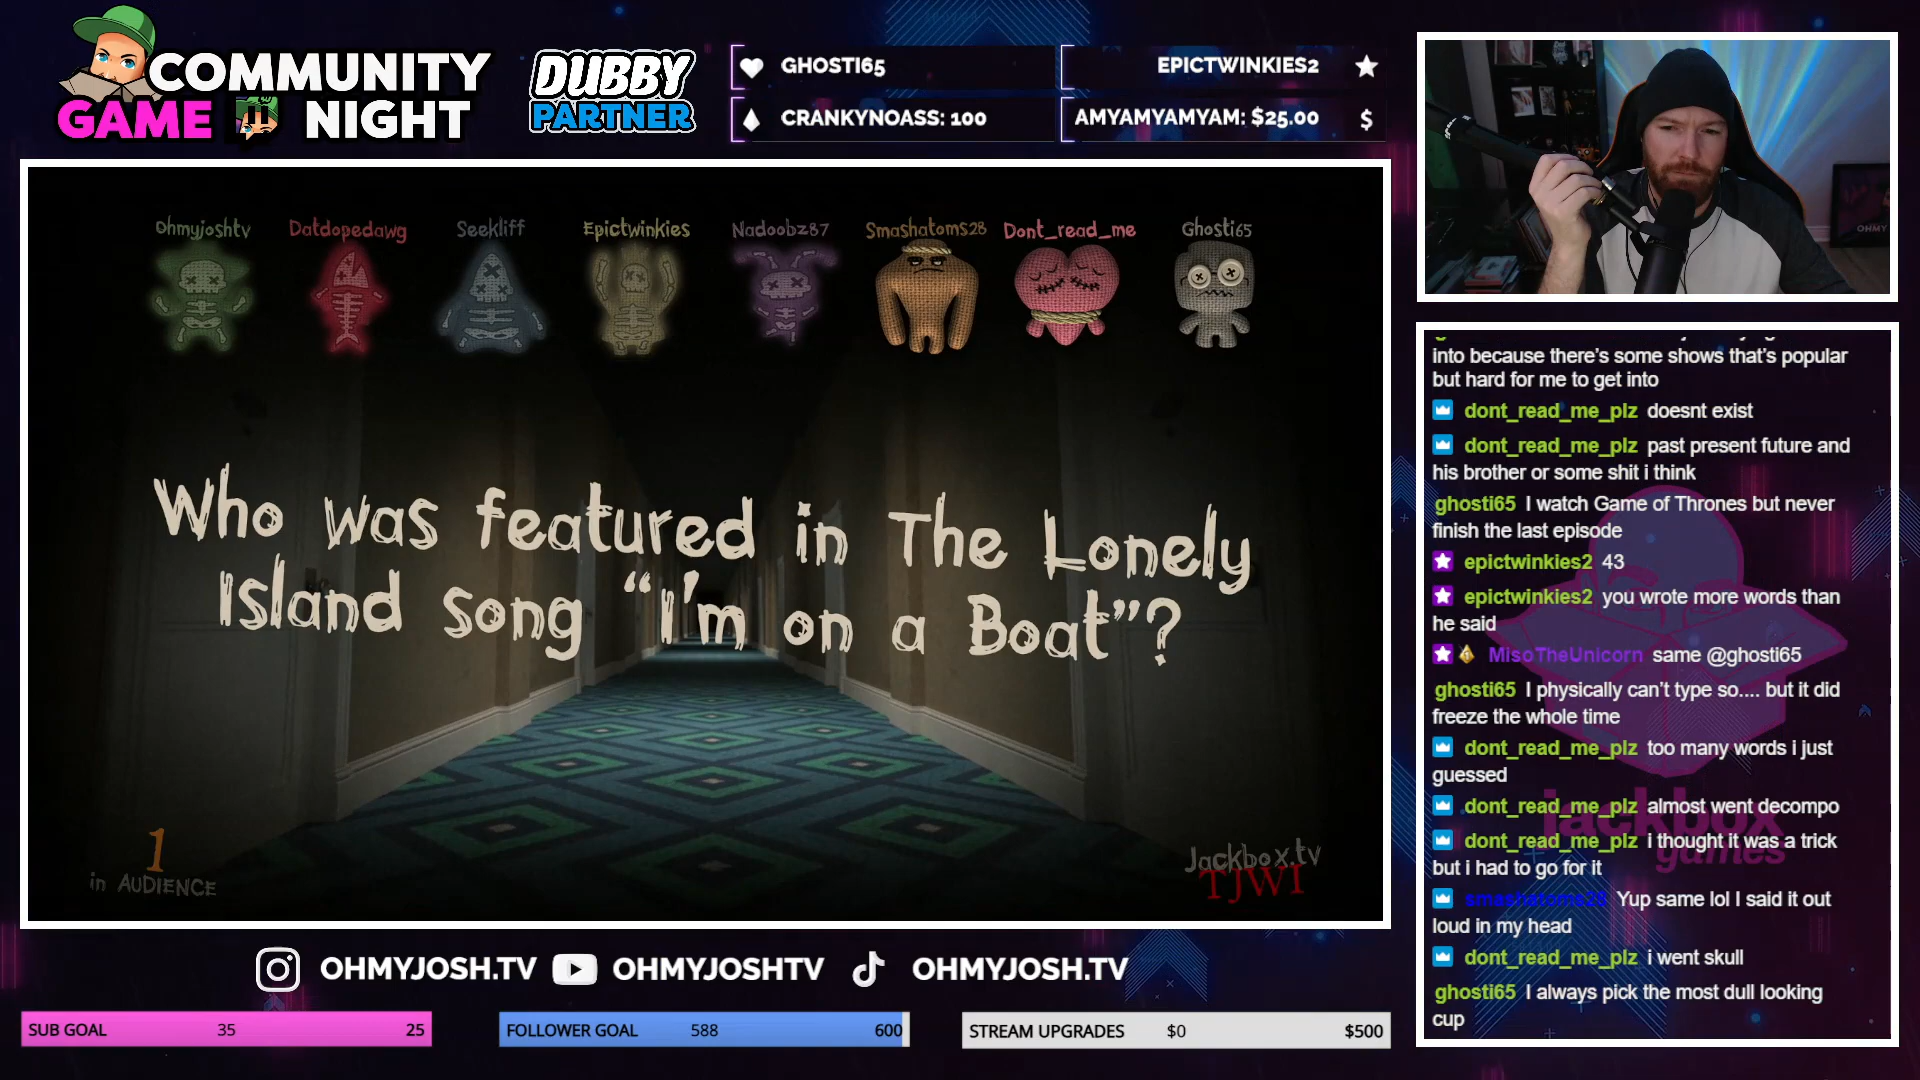 COMMUNITY
GAME NIGHT
DUBBY
PARTNER
GHOSTI65
EPICTWINKIES2
CRANKYNOASS: 100
AMYAMYAMYAM: $25.00
$
Ohmyjoshtv
Datdopedawg
Seekliff
Epictwinkies
Nadoobz87
Smashatoms28
Dont_read_me
Ghosti65
Who was featured in The Lonely
Island song “I’m on a Boat”?
1
in AUDIENCE
Jackbox.tv
TJWI
OHMY
into because there's some shows that's popular
but hard for me to get into
dont_read_me_plz doesnt exist
dont_read_me_plz past present future and
his brother or some shit i think
ghosti65 I watch Game of Thrones but never
finish the last episode
epictwinkies2 43
epictwinkies2 you wrote more words than
he said
MisoTheUnicorn same @ghosti65
ghosti65 I physically can't type so.... but it did
freeze the whole time
dont_read_me_plz too many words i just
guessed
dont_read_me_plz almost went decompo
dont_read_me_plz i thought it was a trick
but i had to go for it
smashatoms28 Yup same lol I said it out
loud in my head
dont_read_me_plz i went skull
ghosti65 I always pick the most dull looking
cup
jackbox
games
OHMYJOSH.TV
OHMYJOSHTV
OHMYJOSH.TV
SUB GOAL 35 25
FOLLOWER GOAL 588 600
STREAM UPGRADES $0 $500